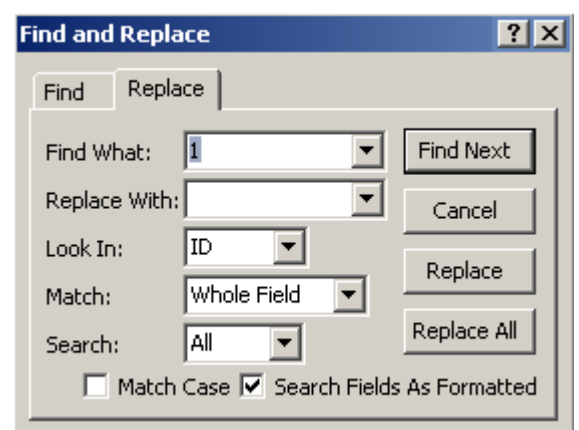 Find and Replace
Find Replace
Find What: 1 Find Next
Replace With: Cancel
Look In: ID
Replace
Match: Whole Field
Search: All Replace All
Match Case Search Fields As Formatted